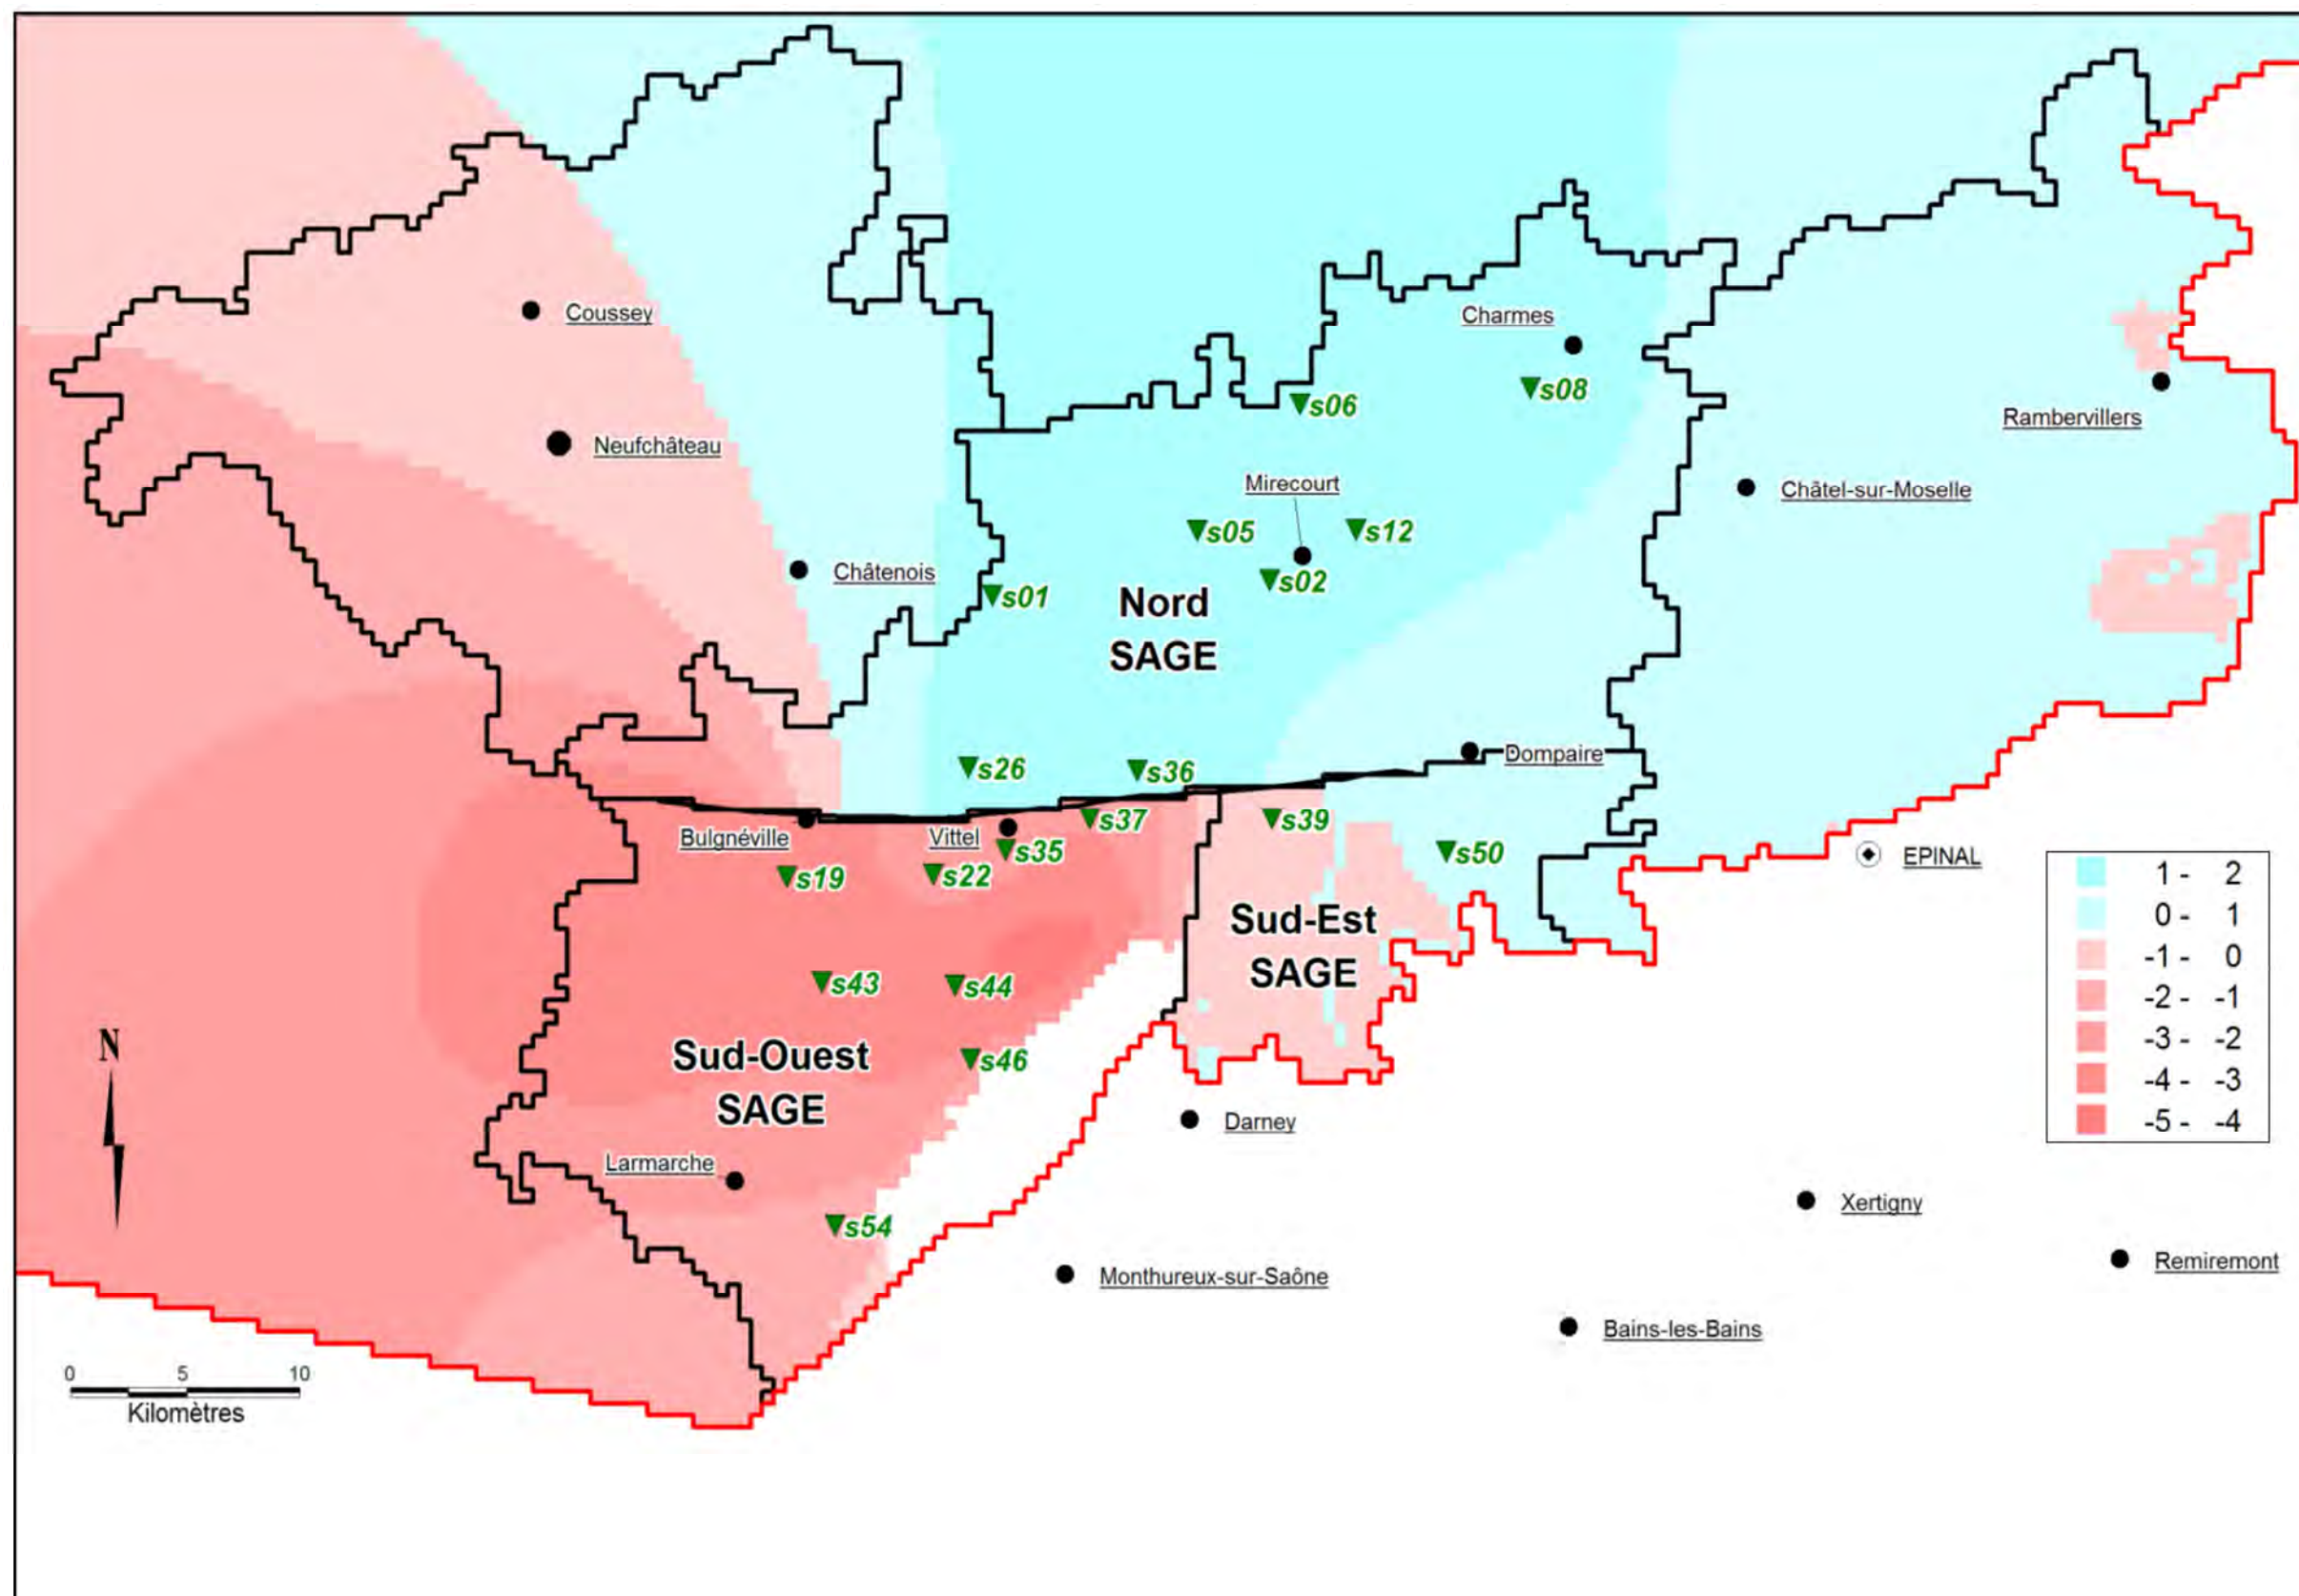 Coussey
Charmes
s08
s06
Rambervillers
Neufchâteau
Mirecourt
Châtel-sur-Moselle
s05
s12
Châtenois
s02
s01
Nord
SAGE
Dompaire
s26
s36
s37
s39
Bulgnéville
Vittel
s35
s50
EPINAL
s19
s22
1 - 2
0 - 1
-1 - 0
-2 - -1
-3 - -2
-4 - -3
-5 - -4
Sud-Est
SAGE
s43
s44
N
Sud-Ouest
SAGE
s46
Darney
Larmarche
Xertigny
s54
Remiremont
Monthureux-sur-Saône
Bains-les-Bains
0 5 10
Kilomètres